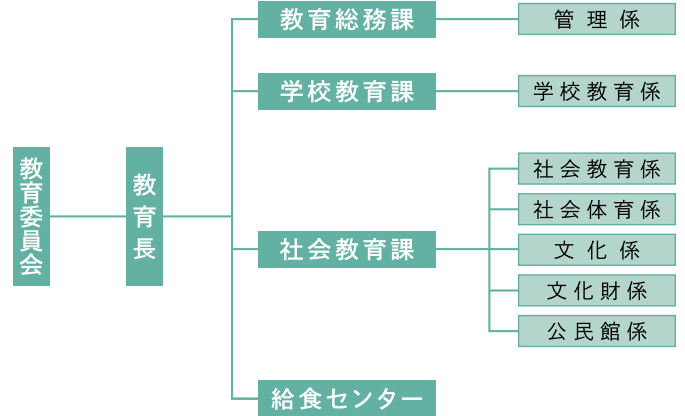 教育委員会
教育長
教育総務課
管理係
学校教育課
学校教育係
社会教育課
社会教育係
社会体育係
文化係
文化財係
公民館係
給食センター